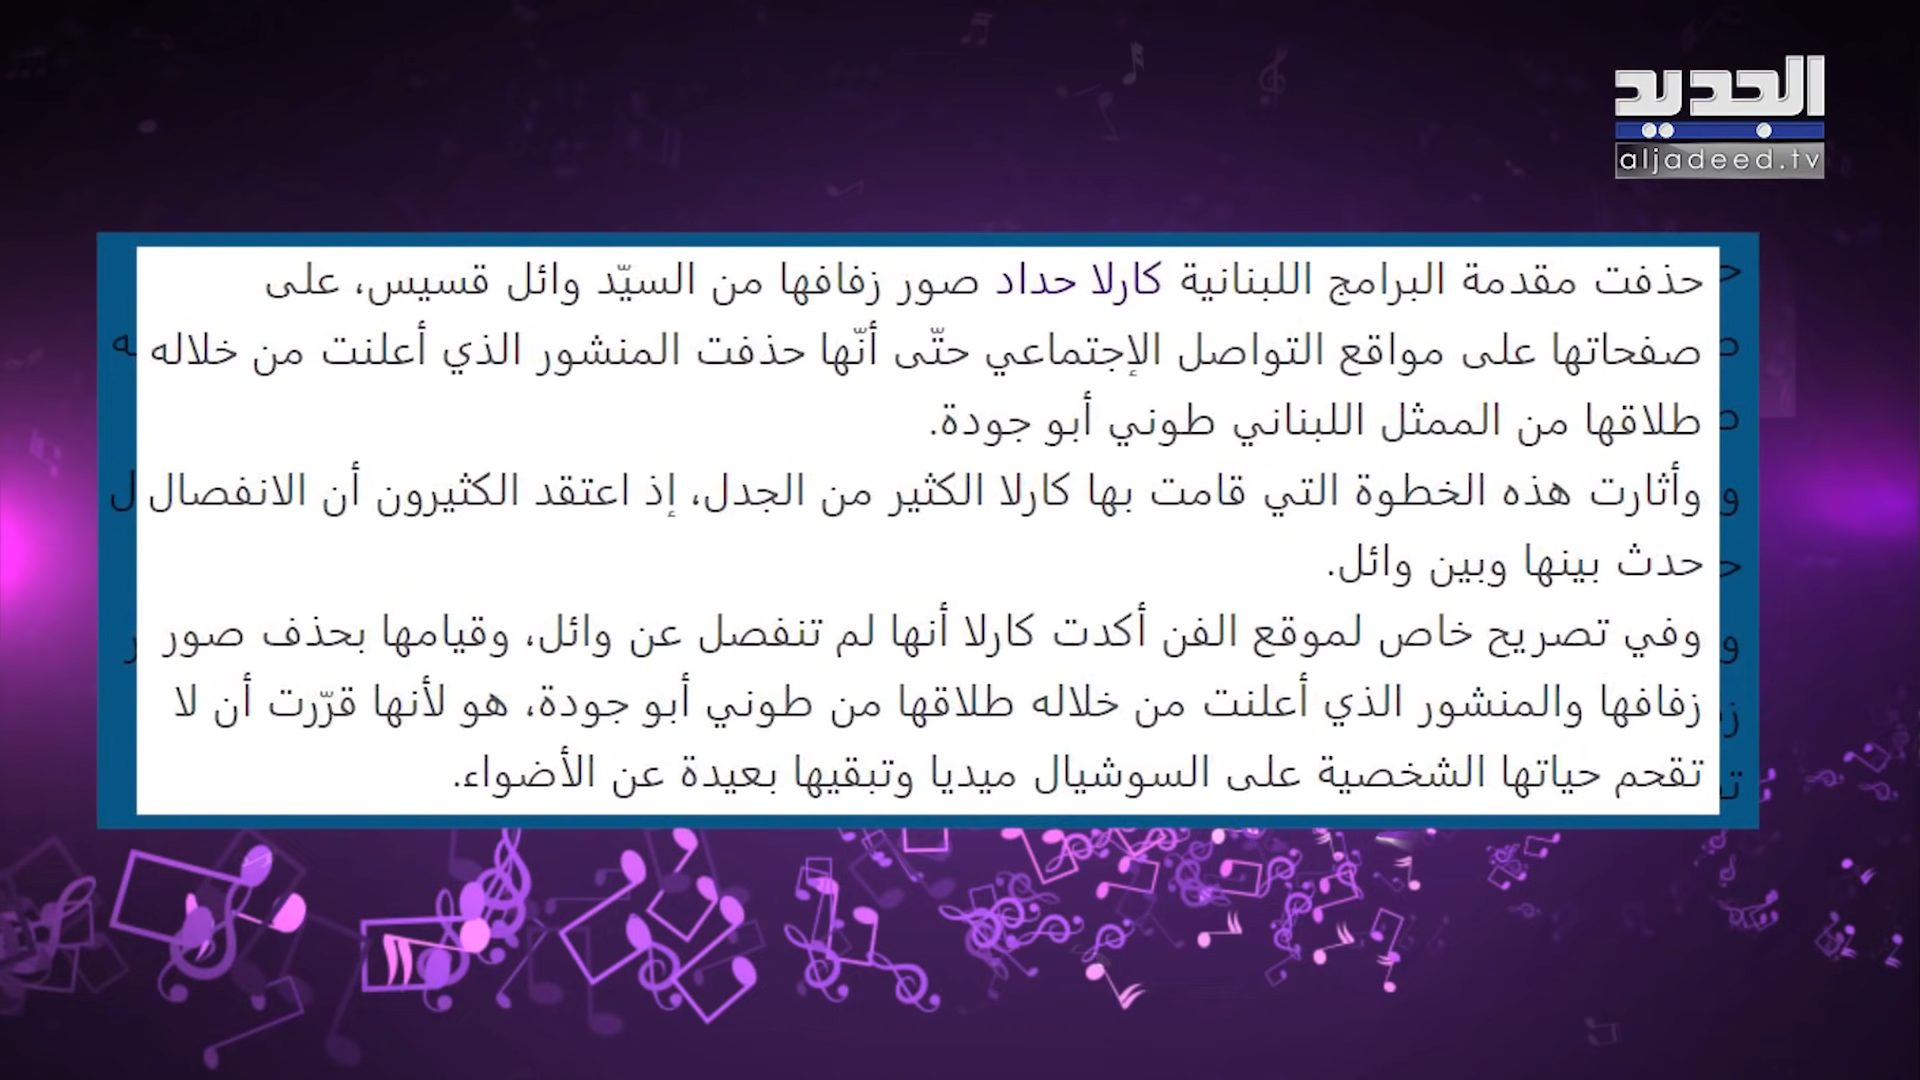 الجديد
aljadeed.tv
حذفت مقدمة البرامج اللبنانية كارلا حداد صور زفافها من السيّد وائل قسيس، على
صفحاتها على مواقع التواصل الإجتماعي حتّى أنّها حذفت المنشور الذي أعلنت من خلاله
طلاقها من الممثل اللبناني طوني أبو جودة.
وأثارت هذه الخطوة التي قامت بها كارلا الكثير من الجدل، إذ اعتقد الكثيرون أن الانفصال
حدث بينها وبين وائل.
وفي تصريح خاص لموقع الفن أكدت كارلا أنها لم تنفصل عن وائل، وقيامها بحذف صور
زفافها والمنشور الذي أعلنت من خلاله طلاقها من طوني أبو جودة، هو لأنها قرّرت أن لا
تقحم حياتها الشخصية على السوشيال ميديا وتبقيها بعيدة عن الأضواء.